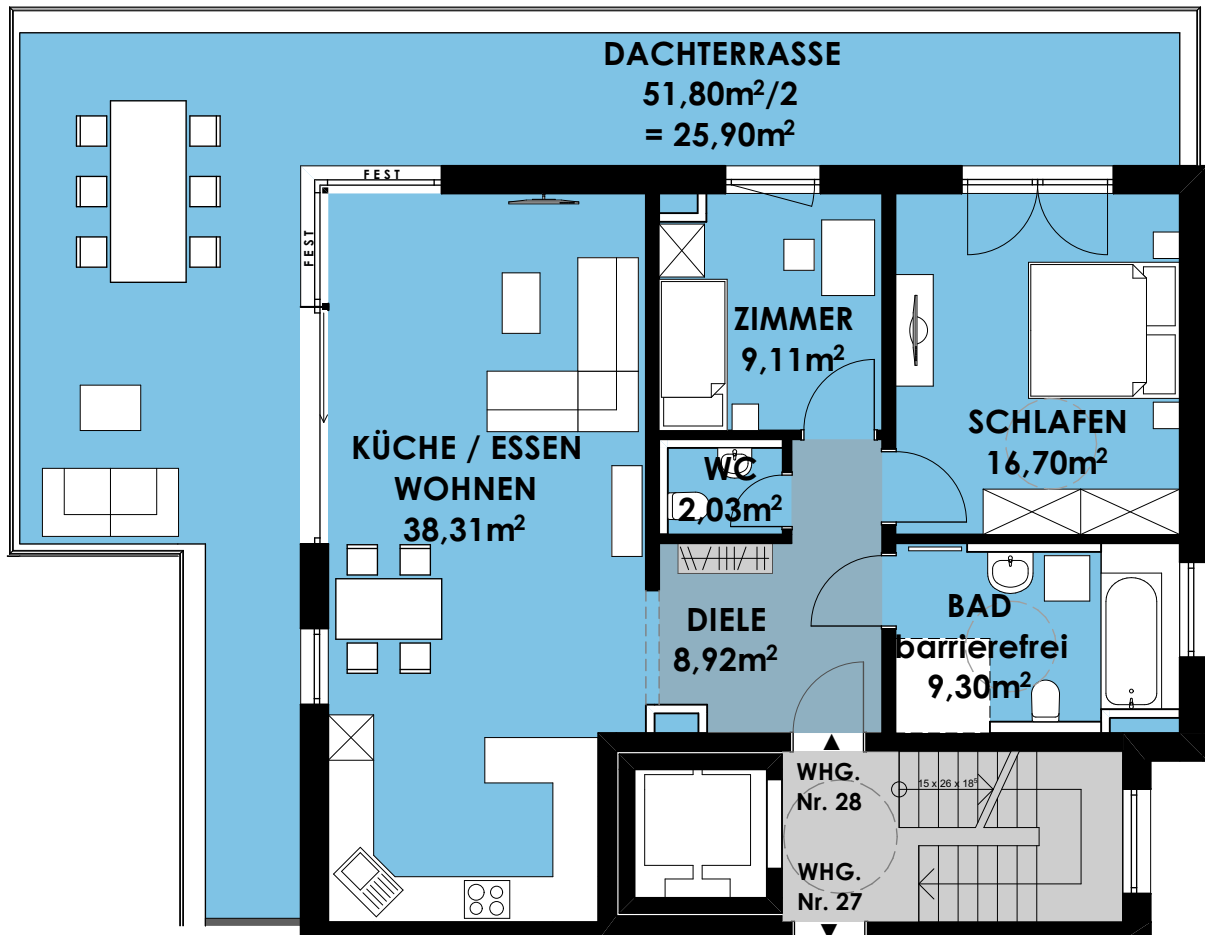 DACHTERRASSE
51,80m²/2
= 25,90m²
FEST
FEST
ZIMMER
9,11m²
SCHLAFEN
16,70m²
KÜCHE / ESSEN
WOHNEN
38,31m²
WC
2,03m²
DIELE
8,92m²
BAD
barrierefrei
9,30m²
WHG.
Nr. 28
15 x 26 x 18⁵
WHG.
Nr. 27